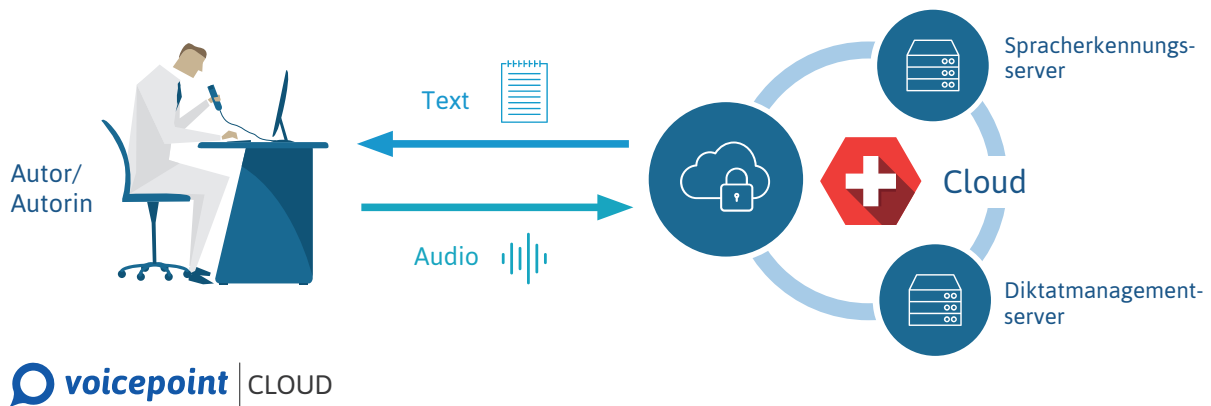 Autor/
Autorin
Text
Audio
Cloud
Spracherkennungs-
server
Diktatmanagement-
server
voicepoint CLOUD